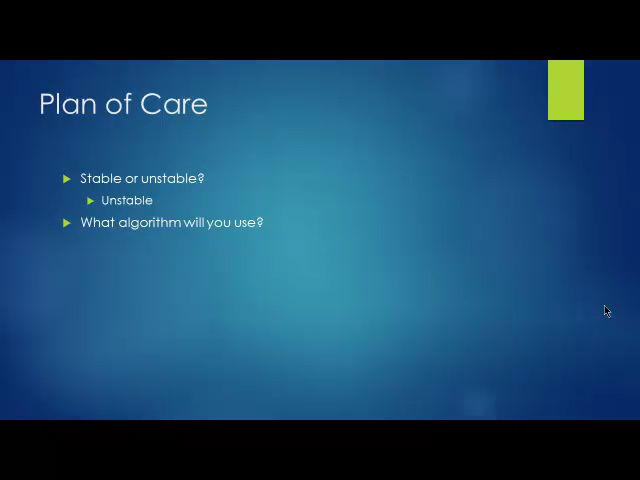 Plan of Care
Stable or unstable?
Unstable
What algorithm will you use?